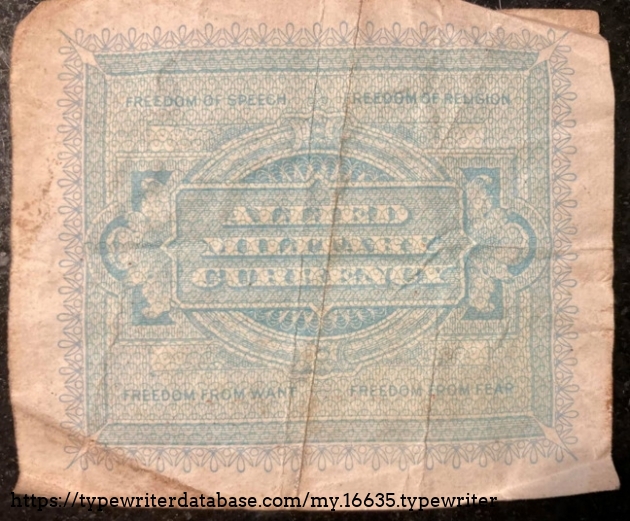 FREEDOM OF SPEECH FREEDOM OF RELIGION
ALLIED
MILITARY
CURRENCY
FREEDOM FROM WANT FREEDOM FROM FEAR
https://typewriterdatabase.com/my.16635.typewriter